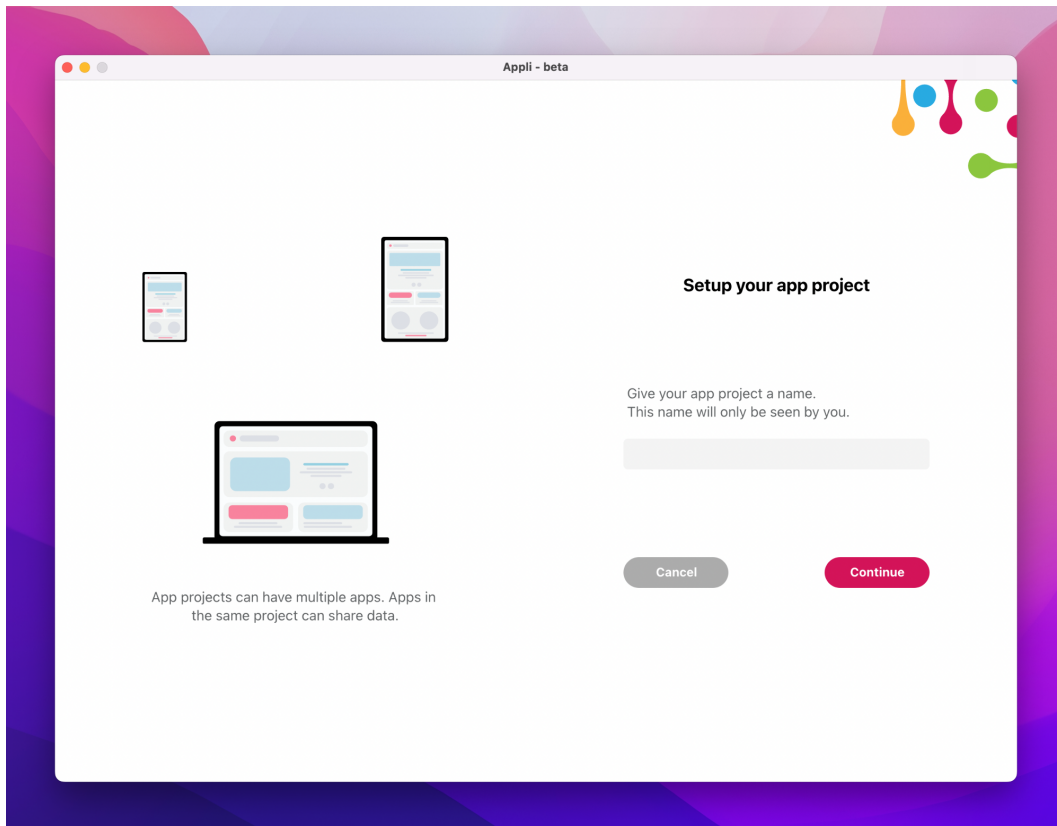 Appli - beta
Setup your app project
Give your app project a name.
This name will only be seen by you.
Cancel
Continue
App projects can have multiple apps. Apps in
the same project can share data.